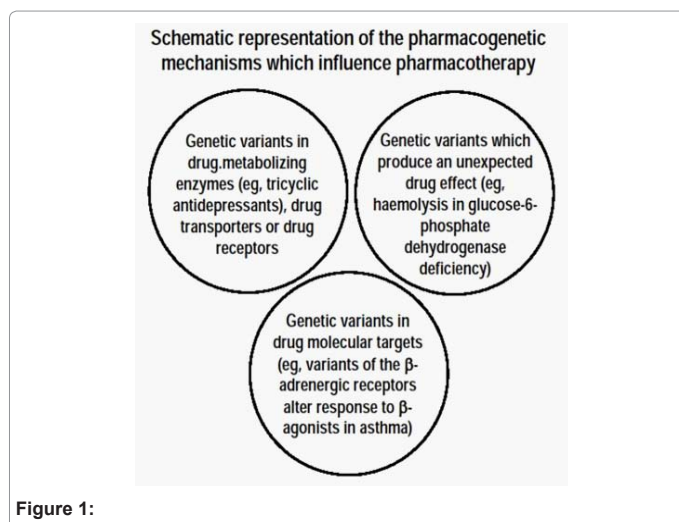 Schematic representation of the pharmacogenetic
mechanisms which influence pharmacotherapy
Genetic variants in
drug.metabolizing
enzymes (eg, tricyclic
antidepressants), drug
transporters or drug
receptors
Genetic variants which
produce an unexpected
drug effect (eg,
haemolysis in glucose-6-
phosphate
dehydrogenase
deficiency)
Genetic variants in
drug molecular targets
(eg, variants of the β-
adrenergic receptors
alter response to β-
agonists in asthma)
Figure 1: